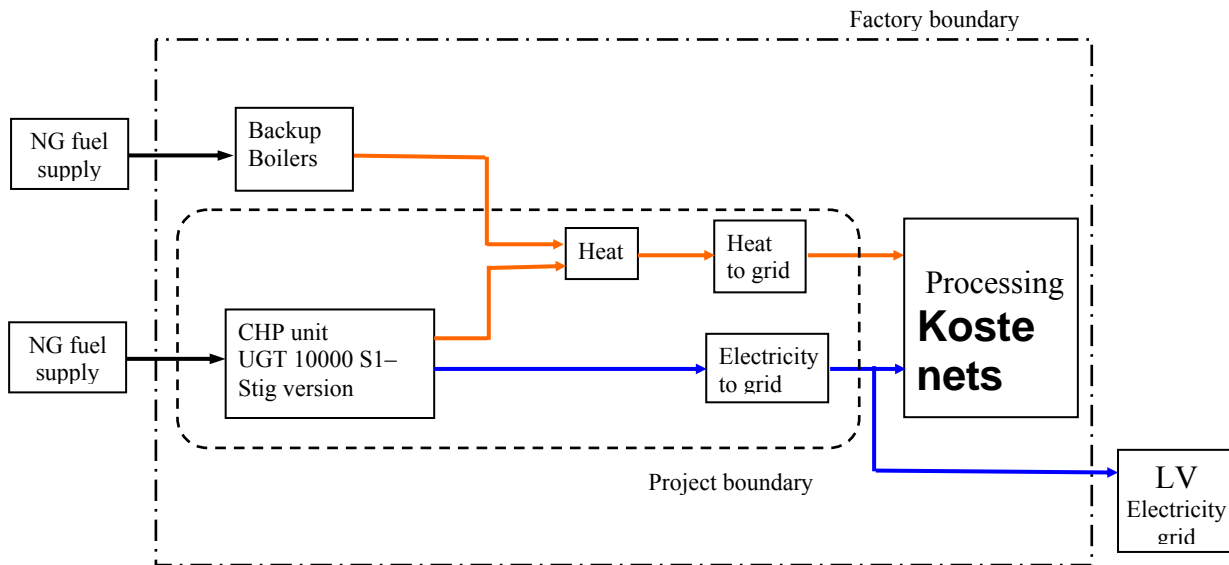 Factory boundary
NG fuel
supply
Backup
Boilers
Heat
Heat
to grid
Processing
Koste
nets
NG fuel
supply
CHP unit
UGT 10000 S1–
Stig version
Electricity
to grid
Project boundary
LV
Electricity
grid